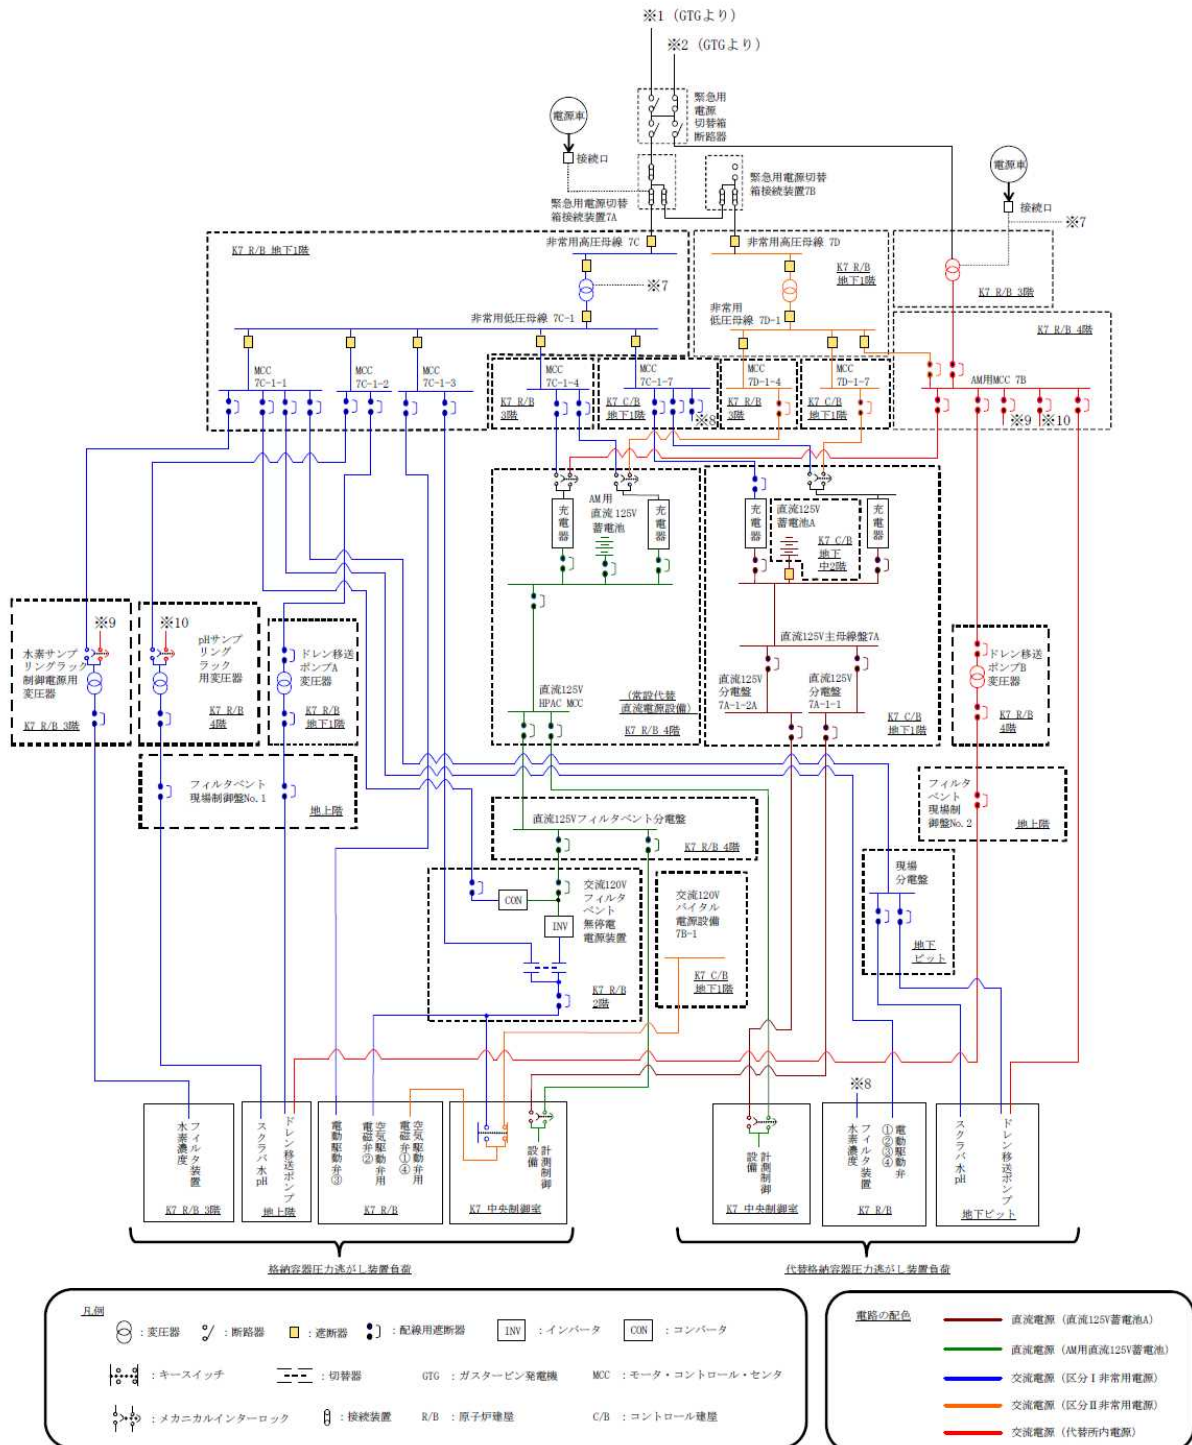 ※1 (GTGより)
※2 (GTGより)
緊急用
電源
切替箱
断路器
電源車
接続口
緊急用電源切替
箱接続装置7A
緊急用電源切替
箱接続装置7B
電源車
接続口
※7
K7 R/B 地下1階
非常用高圧母線 7C
※7
非常用低圧母線 7C-1
非常用高圧母線 7D
K7 R/B
地下1階
非常用
低圧母線 7D-1
K7 R/B 3階
K7 R/B 4階
MCC
7C-1-1
MCC
7C-1-2
MCC
7C-1-3
MCC
7C-1-4
K7 R/B
3階
MCC
7C-1-7
K7 C/B
地下1階
※8
MCC
7D-1-4
K7 R/B
3階
MCC
7D-1-7
K7 C/B
地下1階
AM用MCC 7B
※9
※10
充電器
AM用
直流125V
蓄電池
充電器
充電器
直流125V
蓄電池A
K7 C/B
地下
中2階
充電器
※9
水素サンプ
リングラック
制御電源用
変圧器
K7 R/B 3階
※10
pHサンプ
リング
ラック
用変圧器
K7 R/B
4階
ドレン移送
ポンプA
変圧器
K7 R/B
地下1階
直流125V
HPAC MCC
(常設代替
直流電源設備)
K7 R/B 4階
直流125V主母線盤7A
直流125V
分電盤
7A-1-2A
直流125V
分電盤
7A-1-1
K7 C/B
地下1階
ドレン移送
ポンプB
変圧器
K7 R/B
4階
フィルタベント
現場制御盤No.1
地上階
フィルタ
ベント
現場制
御盤No.2
地上階
直流125Vフィルタベント分電盤
K7 R/B 4階
CON
INV
交流120V
フィルタ
ベント
無停電
電源装置
K7 R/B
2階
交流120V
バイタル
電源設備
7B-1
K7 C/B
地下1階
現場
分電盤
地下
ピット
フィルタ装置
水素濃度
K7 R/B 3階
ドレン移送ポンプ
スクラバ水pH
地上階
電動駆動弁③
空気駆動弁用
電磁弁②
空気駆動弁用
電磁弁①④
K7 R/B
計測制御
設備
K7 中央制御室
計測制御
設備
K7 中央制御室
※8
フィルタ装置
水素濃度
電動駆動弁
①②③④
K7 R/B
スクラバ水pH
ドレン移送ポンプ
地下ピット
格納容器圧力逃がし装置負荷
代替格納容器圧力逃がし装置負荷
凡例
：変圧器
：断路器
：遮断器
：配線用遮断器
INV
：インバータ
CON
：コンバータ
：キースイッチ
：切替器
GTG ：ガスタービン発電機
MCC ：モータ・コントロール・センタ
：メカニカルインターロック
：接続装置
R/B ：原子炉建屋
C/B ：コントロール建屋
電路の配色
直流電源 (直流125V蓄電池A)
直流電源 (AM用直流125V蓄電池)
交流電源 (区分Ⅰ非常用電源)
交流電源 (区分Ⅱ非常用電源)
交流電源 (代替所内電源)